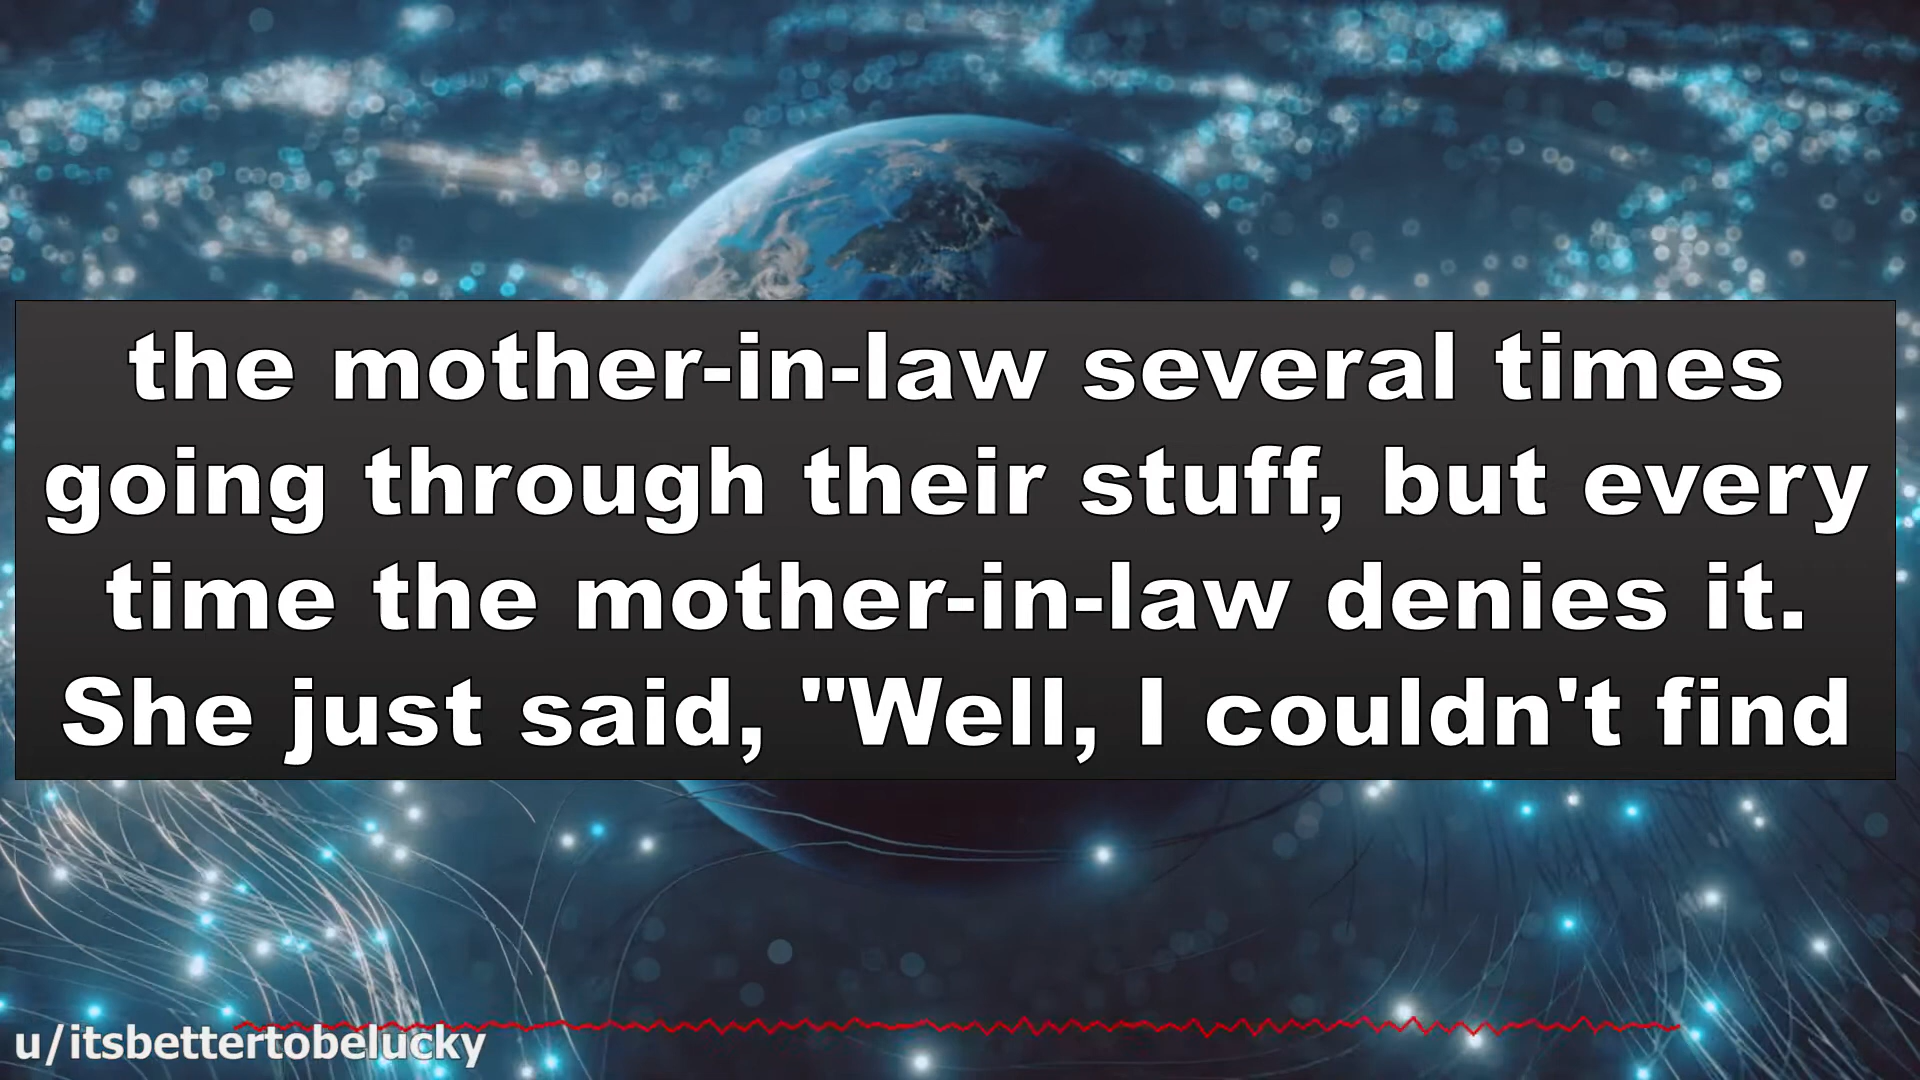 the mother-in-law several times
going through their stuff, but every
time the mother-in-law denies it.
She just said, "Well, I couldn't find
u/itsbettertobelucky